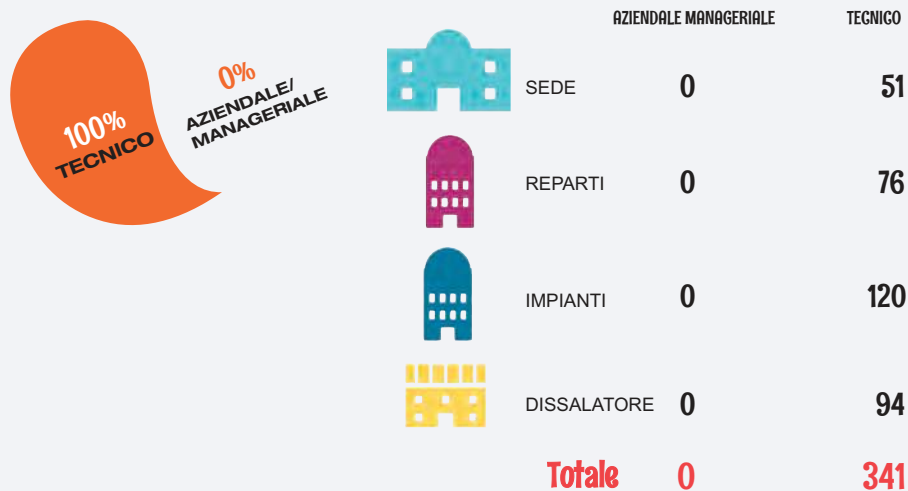 AZIENDALE MANAGERIALE TECNICO
0%
AZIENDALE/
MANAGERIALE
100%
TECNICO
SEDE 0 51
REPARTI 0 76
IMPIANTI 0 120
DISSALATORE 0 94
Totale 0 341